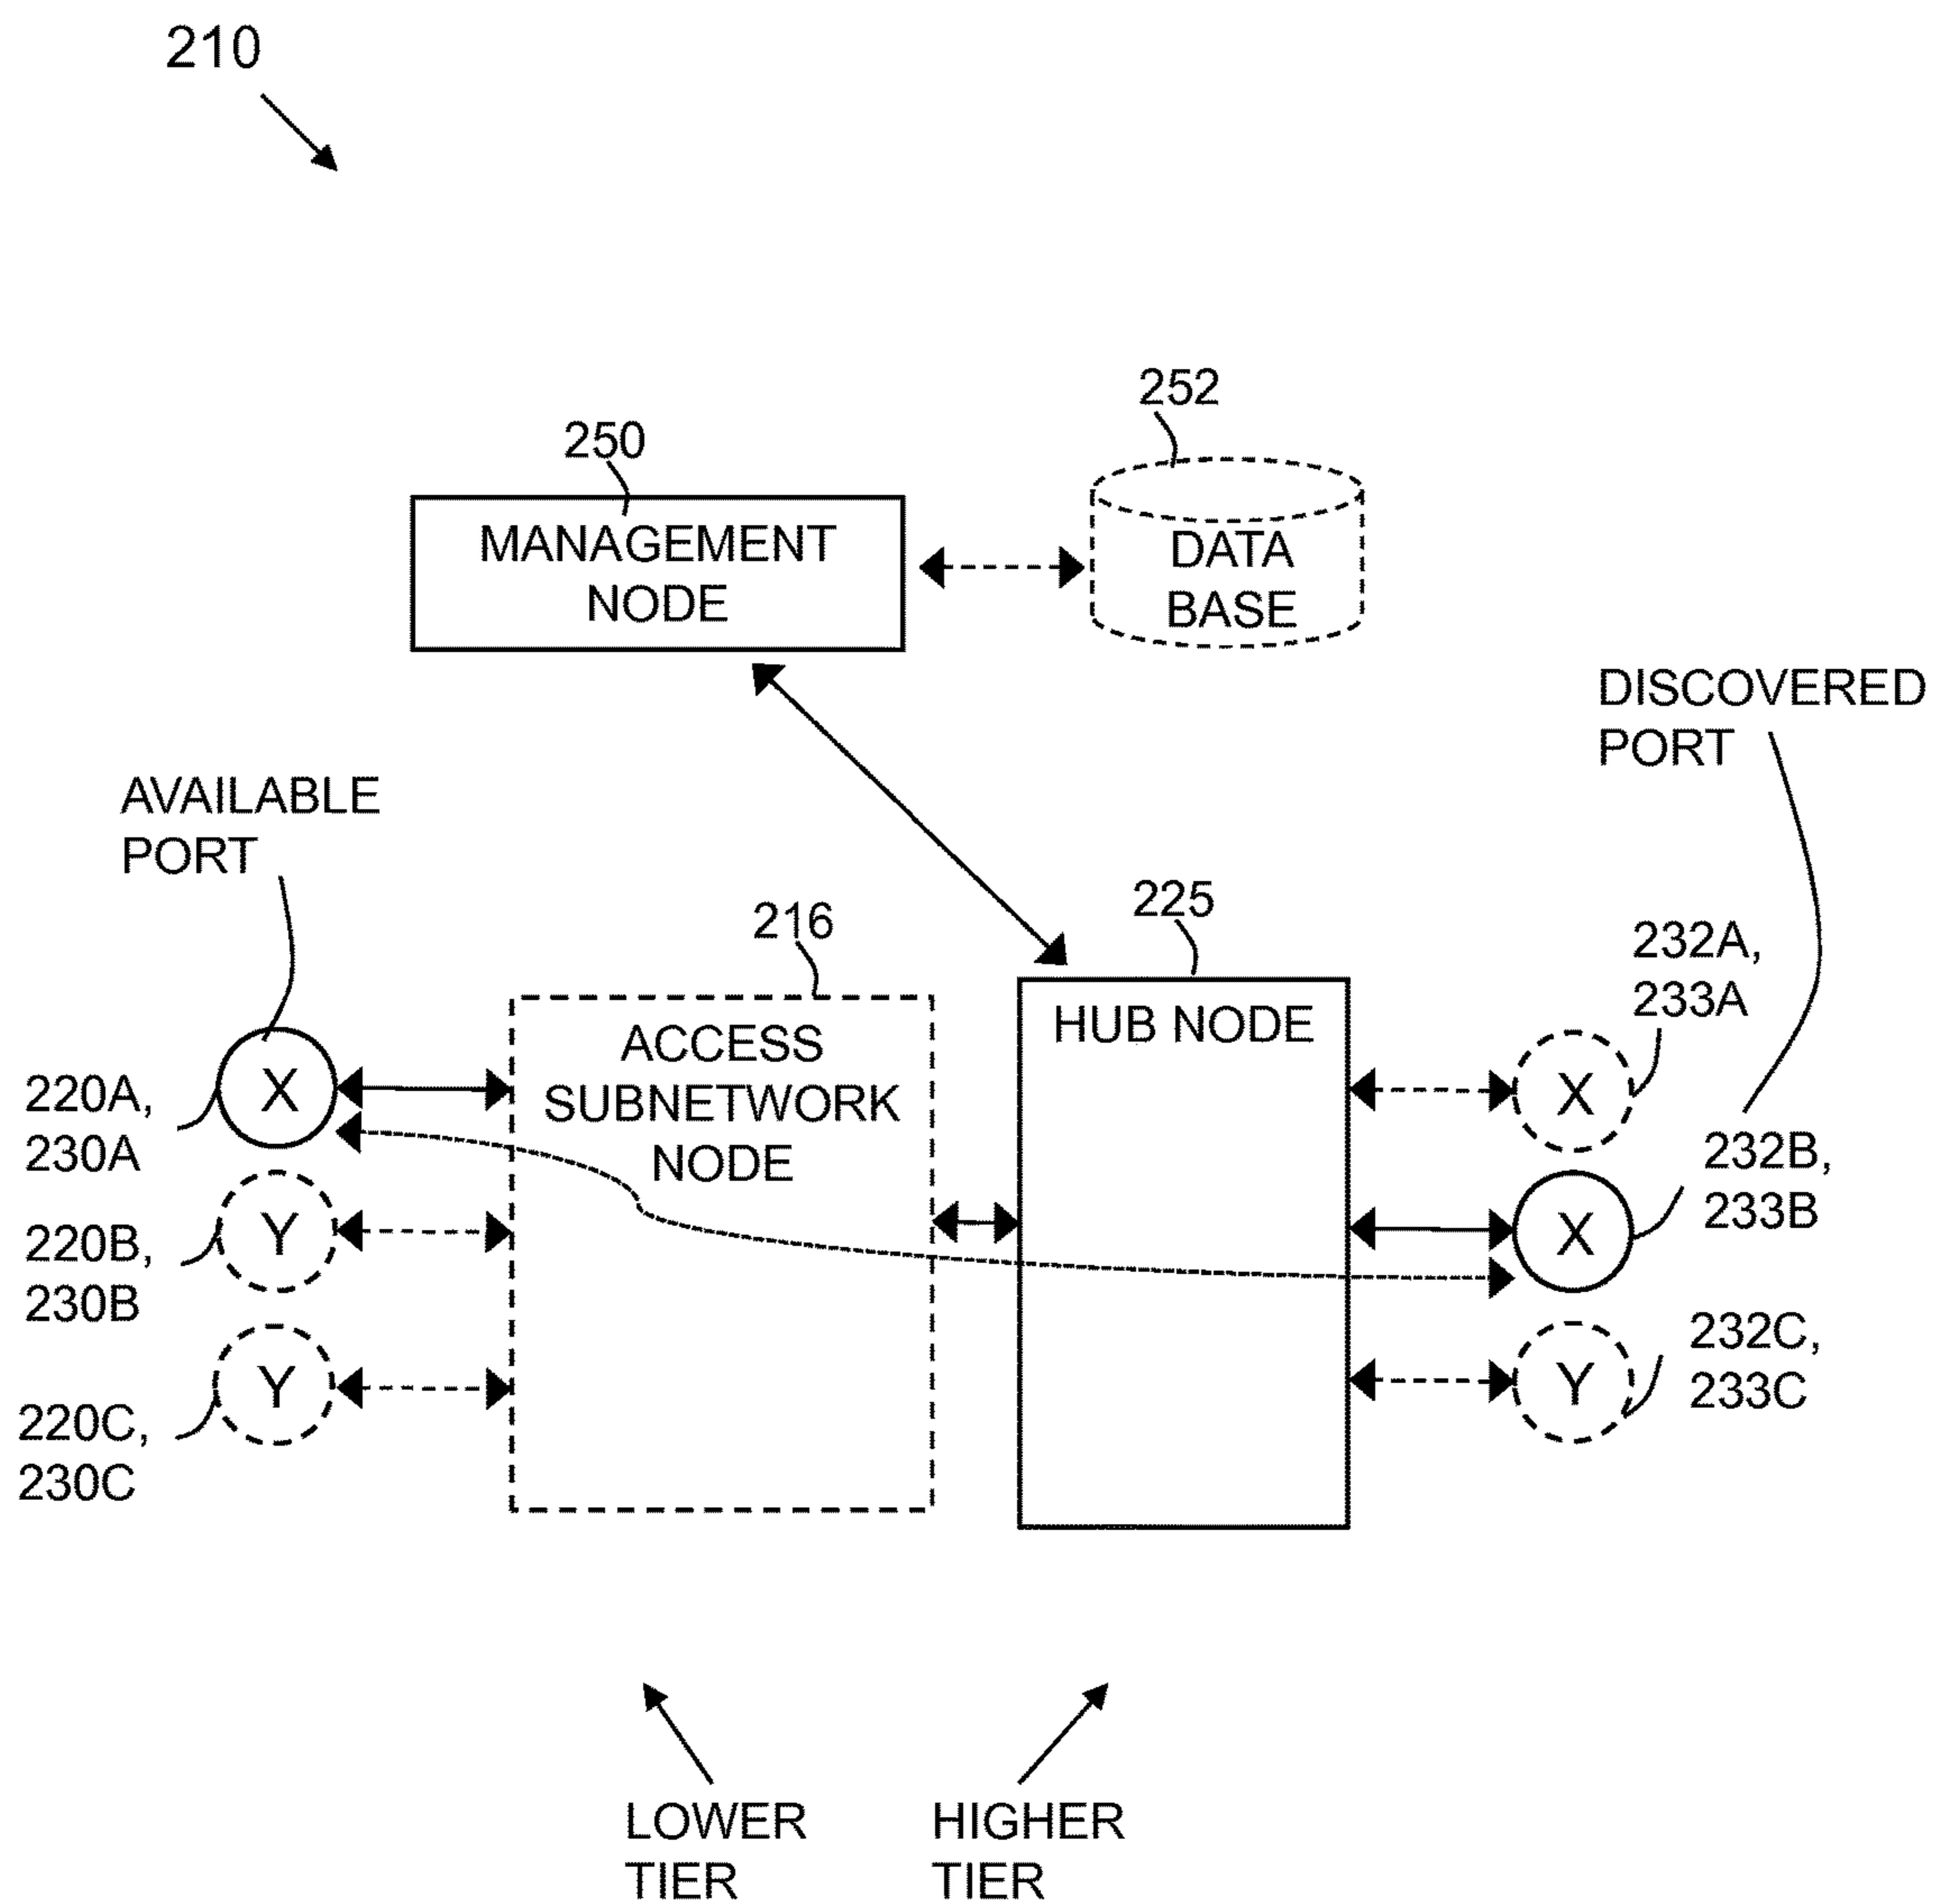 210
252
250
MANAGEMENT
NODE
DATA
BASE
DISCOVERED
PORT
AVAILABLE
PORT
216
225
232A,
233A
ACCESS
SUBNETWORK
NODE
HUB NODE
X
220A,
230A
X
232B,
233B
Y
220B,
230B
X
232C,
233C
Y
220C,
230C
Y
LOWER
TIER
HIGHER
TIER